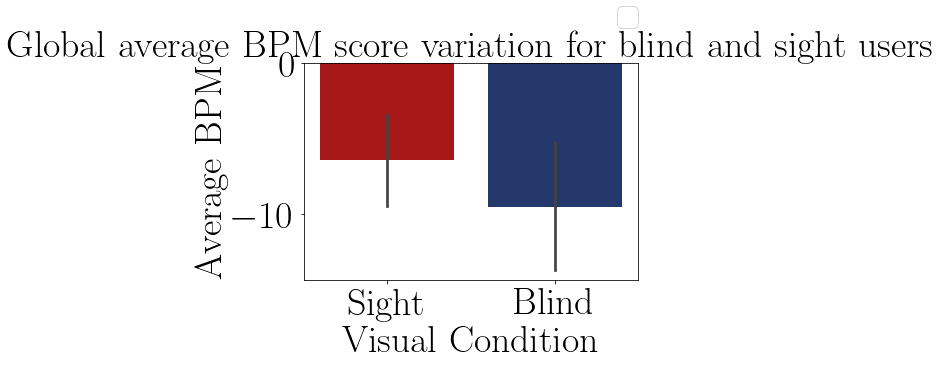 Global average BPM score variation for blind and sight users
0
−10
Average BPM
Sight
Blind
Visual Condition